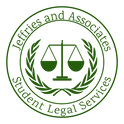 Jeffries and Associates
Student Legal Services